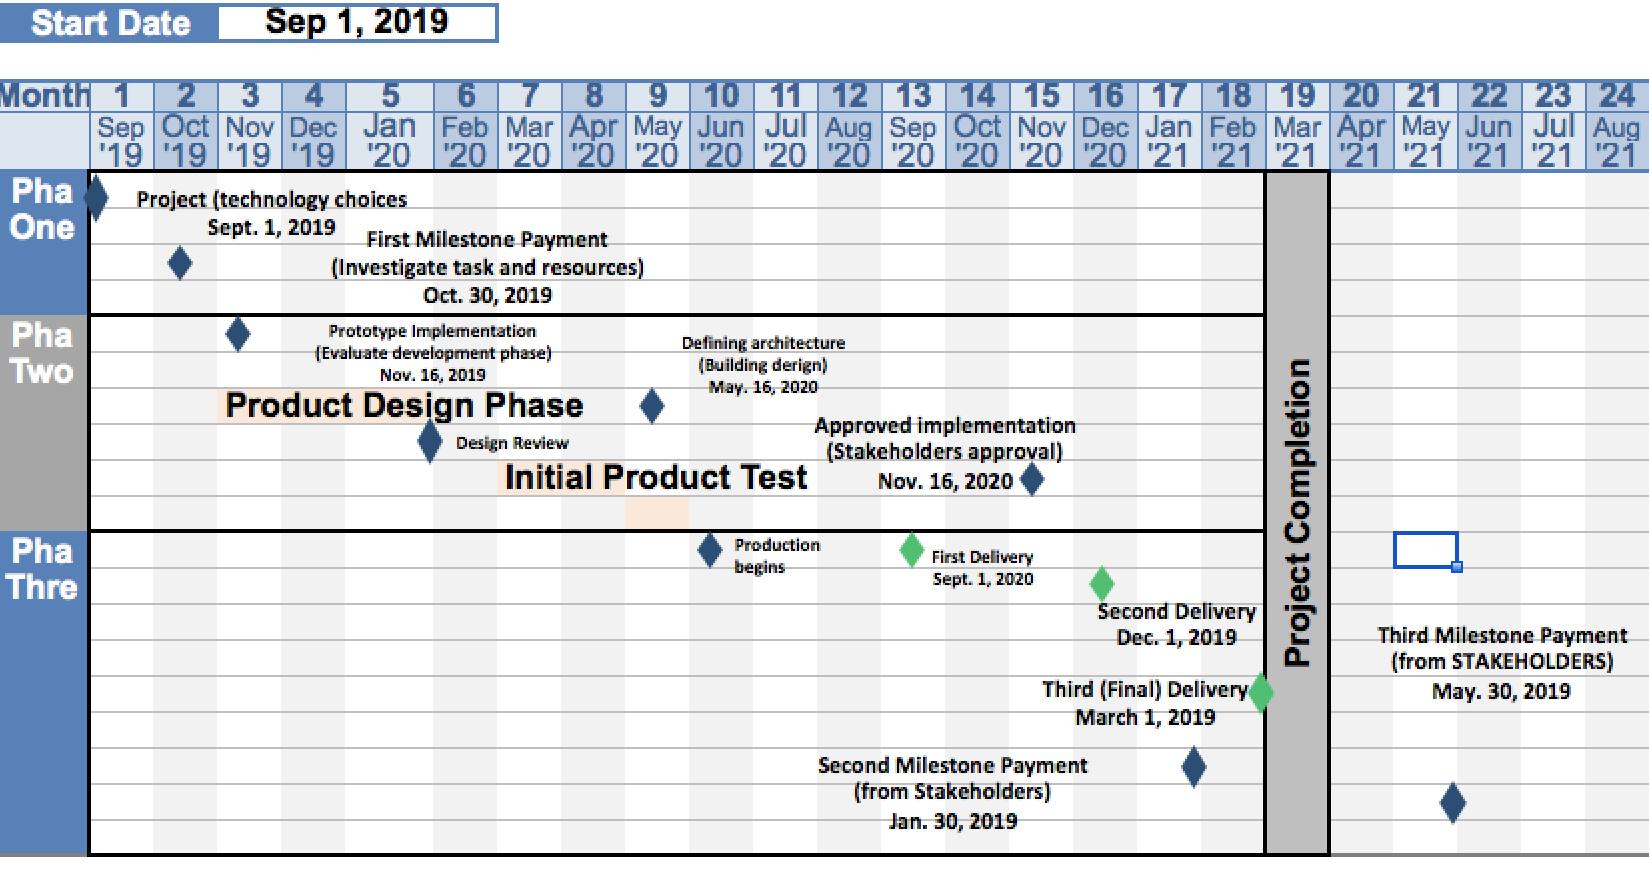 Start Date Sep 1, 2019
Month 1 2 3 4 5 6 7 8 9 10 11 12 13 14 15 16 17 18 19 20 21 22 23 24
Sep Oct Nov Dec Jan Feb Mar Apr May Jun Jul Aug Sep Oct Nov Dec Jan Feb Mar Apr May Jun Jul Aug
'19 '19 '19 '19 '20 '20 '20 '20 '20 '20 '20 '20 '20 '20 '20 '20 '21 '21 '21 '21 '21 '21 '21 '21
Pha
One
Project (technology choices
Sept. 1, 2019
First Milestone Payment
(Investigate task and resources)
Oct. 30, 2019
Pha
Two
Prototype Implementation
(Evaluate development phase)
Nov. 16, 2019
Defining architecture
(Building design)
May. 16, 2020
Product Design Phase
Design Review
Approved implementation
(Stakeholders approval)
Nov. 16, 2020
Initial Product Test
Project Completion
Pha
Thre
Production
begins
First Delivery
Sept. 1, 2020
Second Delivery
Dec. 1, 2019
Third Milestone Payment
(from STAKEHOLDERS)
May. 30, 2019
Third (Final) Delivery
March 1, 2019
Second Milestone Payment
(from Stakeholders)
Jan. 30, 2019